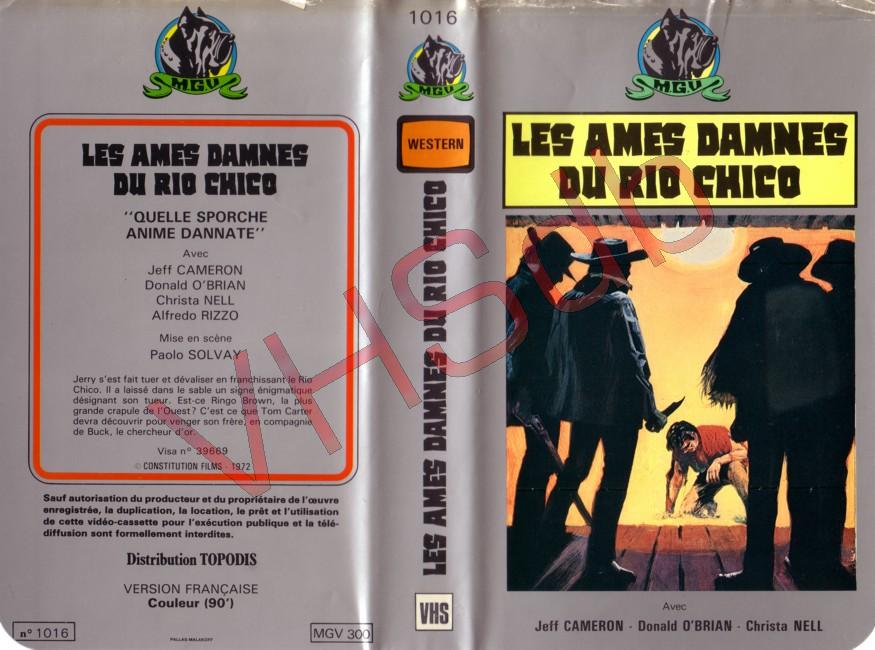 MGV
LES AMES DAMNES
DU RIO CHICO
"QUELLE SPORCHE
ANIME DANNATE"
Avec
Jeff CAMERON
Donald O'BRIAN
Christa NELL
Alfredo RIZZO
Mise en scène
Paolo SOLVAY
Jerry s'est fait tuer et dévaliser en franchissant le Rio
Chico. Il a laissé dans le sable un signe énigmatique
désignant son tueur. Est-ce Ringo Brown, la plus
grande crapule de l'Ouest? C'est ce que Tom Carter
devra découvrir pour venger son frère, en compagnie
de Buck, le chercheur d'or.
Visa n° 39669
© CONSTITUTION FILMS - 1972
Sauf autorisation du producteur et du propriétaire de l'œuvre
enregistrée, la duplication, la location, le prêt et l'utilisation
de cette vidéo-cassette pour l'exécution publique et la télé-
diffusion sont formellement interdites.
Distribution TOPODIS
VERSION FRANÇAISE
Couleur (90')
n° 1016
PALLAS-MALAKOFF
MGV 300
1016
MGV
WESTERN
LES AMES DAMNES DU RIO CHICO
VHS
MGV
LES AMES DAMNES
DU RIO CHICO
Avec
Jeff CAMERON - Donald O'BRIAN - Christa NELL
VHSub